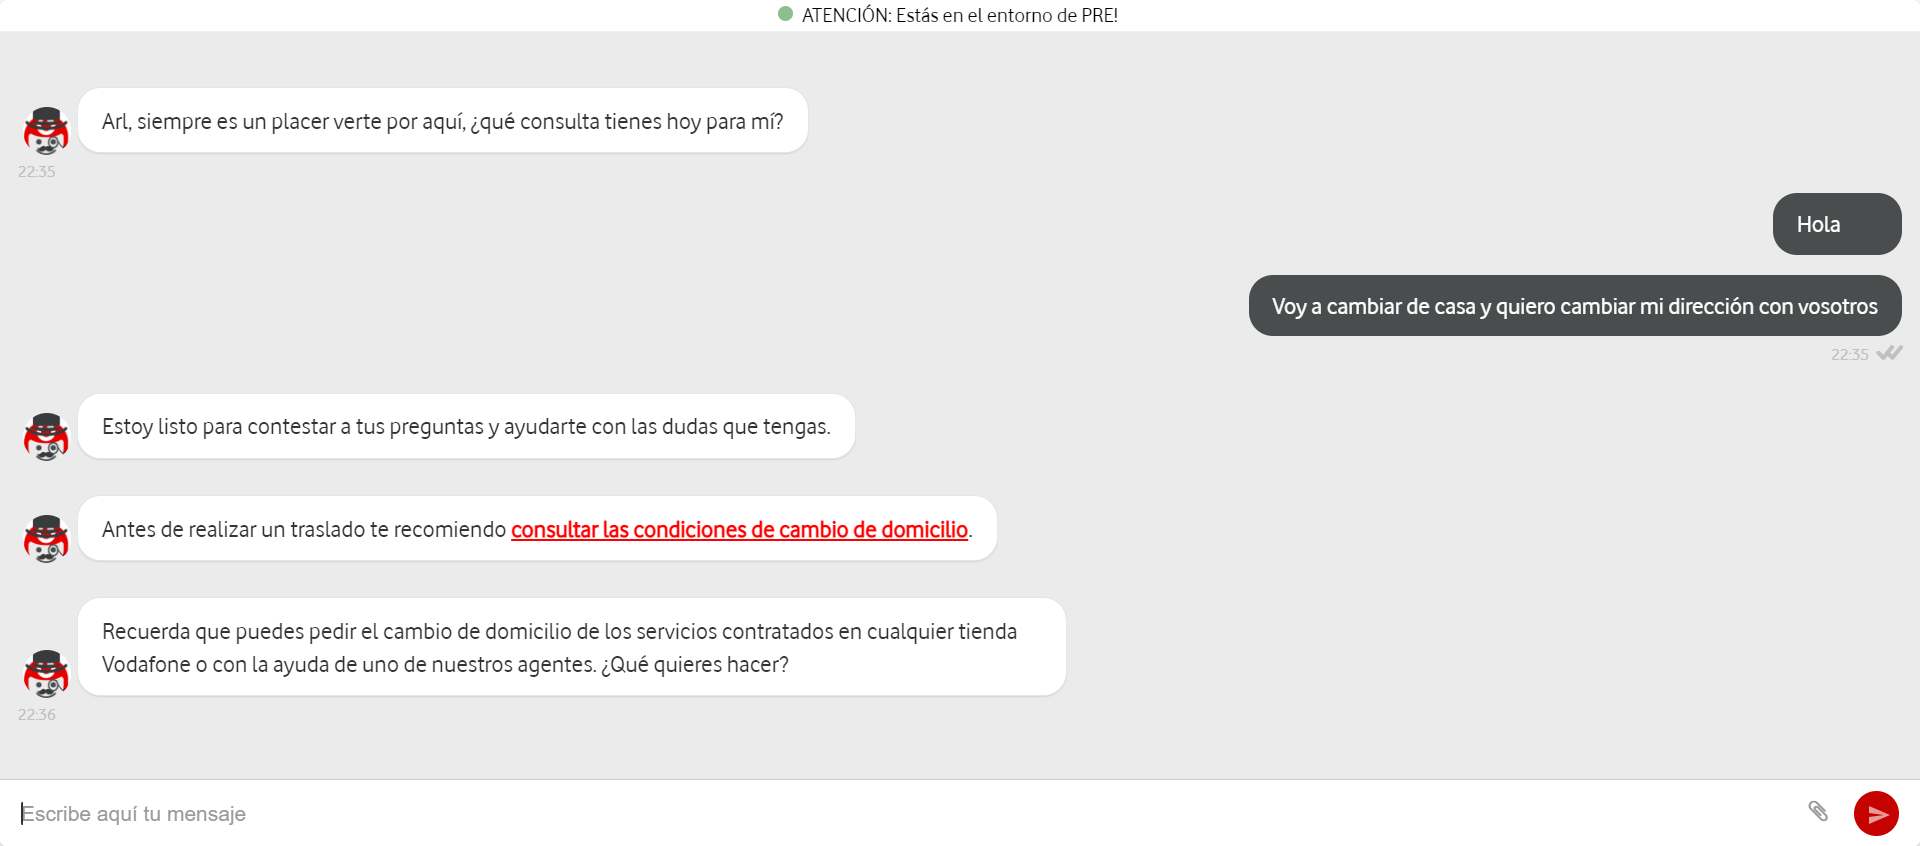 ATENCIÓN: Estás en el entorno de PRE!
Arl, siempre es un placer verte por aquí, ¿qué consulta tienes hoy para mí?
22:35
Hola
Voy a cambiar de casa y quiero cambiar mi dirección con vosotros
22:35
Estoy listo para contestar a tus preguntas y ayudarte con las dudas que tengas.
Antes de realizar un traslado te recomiendo consultar las condiciones de cambio de domicilio.
Recuerda que puedes pedir el cambio de domicilio de los servicios contratados en cualquier tienda
Vodafone o con la ayuda de uno de nuestros agentes. ¿Qué quieres hacer?
22:36
Escribe aquí tu mensaje